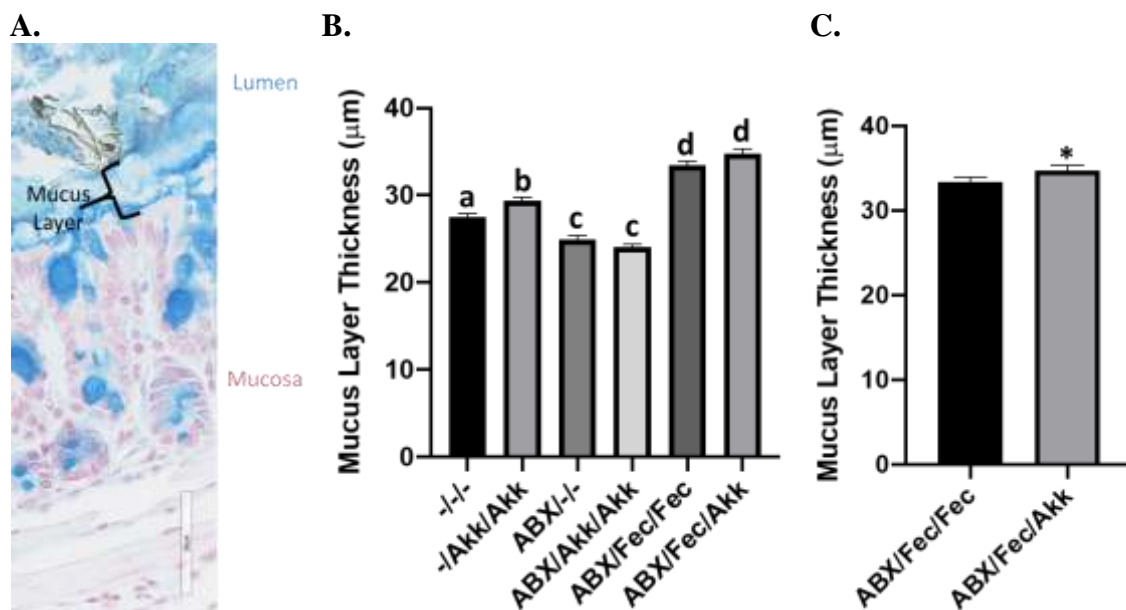 A.
Lumen
Mucus
Layer
Mucosa
B.
Mucus Layer Thickness (μm)
40
30
20
10
0
a
b
c
c
d
d
-/-/-
-/Akk/Akk
ABX/-/-
ABX/Akk/Akk
ABX/Fec/Fec
ABX/Fec/Akk
C.
Mucus Layer Thickness (μm)
40
30
20
10
0
*
ABX/Fec/Fec
ABX/Fec/Akk